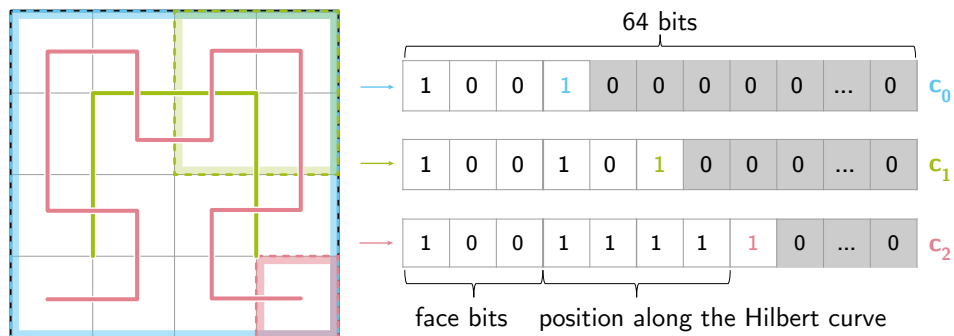 64 bits
1 0 0 1 0 0 0 0 0 ... 0 c0
1 0 0 1 0 1 0 0 0 ... 0 c1
1 0 0 1 1 1 1 1 0 ... 0 c2
face bits position along the Hilbert curve